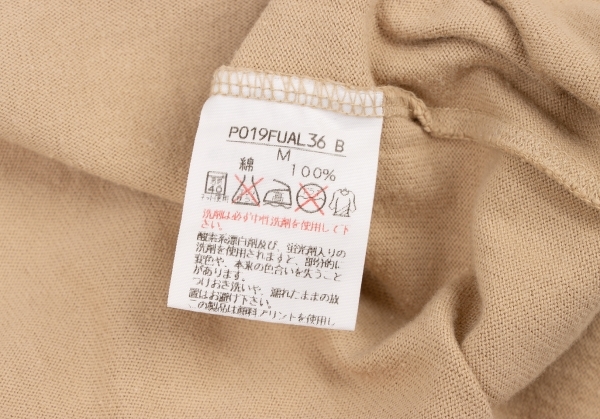 P019FUAL36 B
M
綿 100%
40
洗剤は必ず中性洗剤を使用して下
さい。
酸素系漂白剤及び、蛍光剤入りの
洗剤を使用されますと、部分的に
変色や、本来の色合いを失うこと
があります。
つけおき洗いや、濡れたままの放
置はお避け下さい。
この製品は顔料プリントを使用し